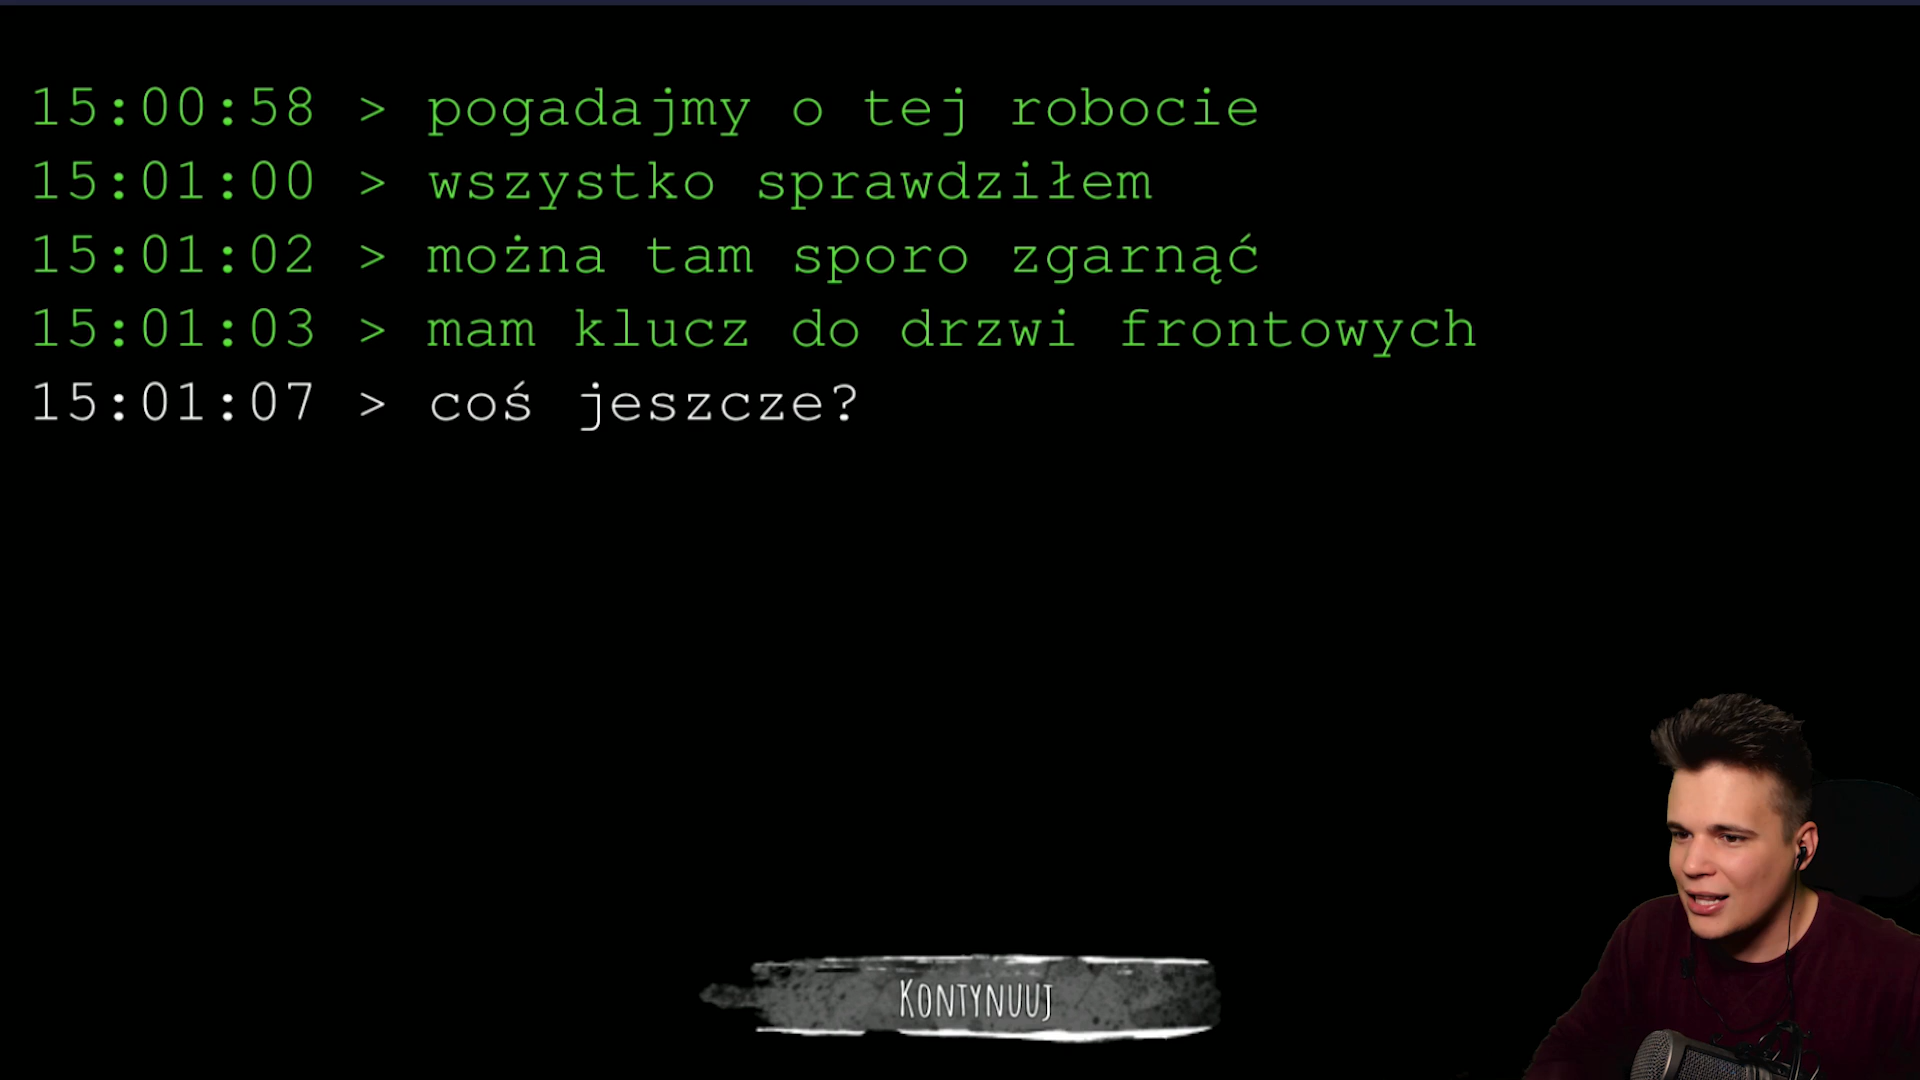 15:00:58 > pogadajmy o tej robocie
15:01:00 > wszystko sprawdziłem
15:01:02 > można tam sporo zgarnąć
15:01:03 > mam klucz do drzwi frontowych
15:01:07 > coś jeszcze?
Kontynuuj